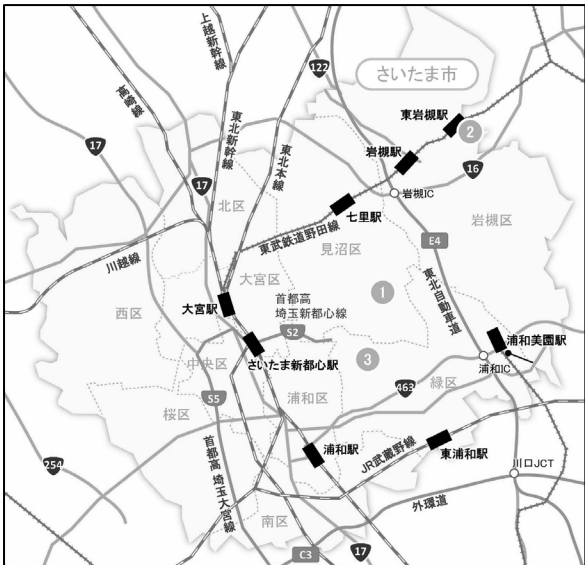 上越新幹線
高崎線
122
さいたま市
東北新幹線
東北本線
東岩槻駅
2
17
岩槻駅
16
17
岩槻IC
北区
七里駅
岩槻区
E4
東武鉄道野田線
見沼区
川越線
大宮区
東北自動車道
1
大宮駅
首都高
埼玉新都心線
西区
S2
浦和美園駅
さいたま新都心駅
3
浦和IC
中央区
463
緑区
S5
浦和区
桜区
浦和駅
東浦和駅
JR武蔵野線
254
首都高 埼玉大宮線
川口JCT
外環道
南区
C3
17